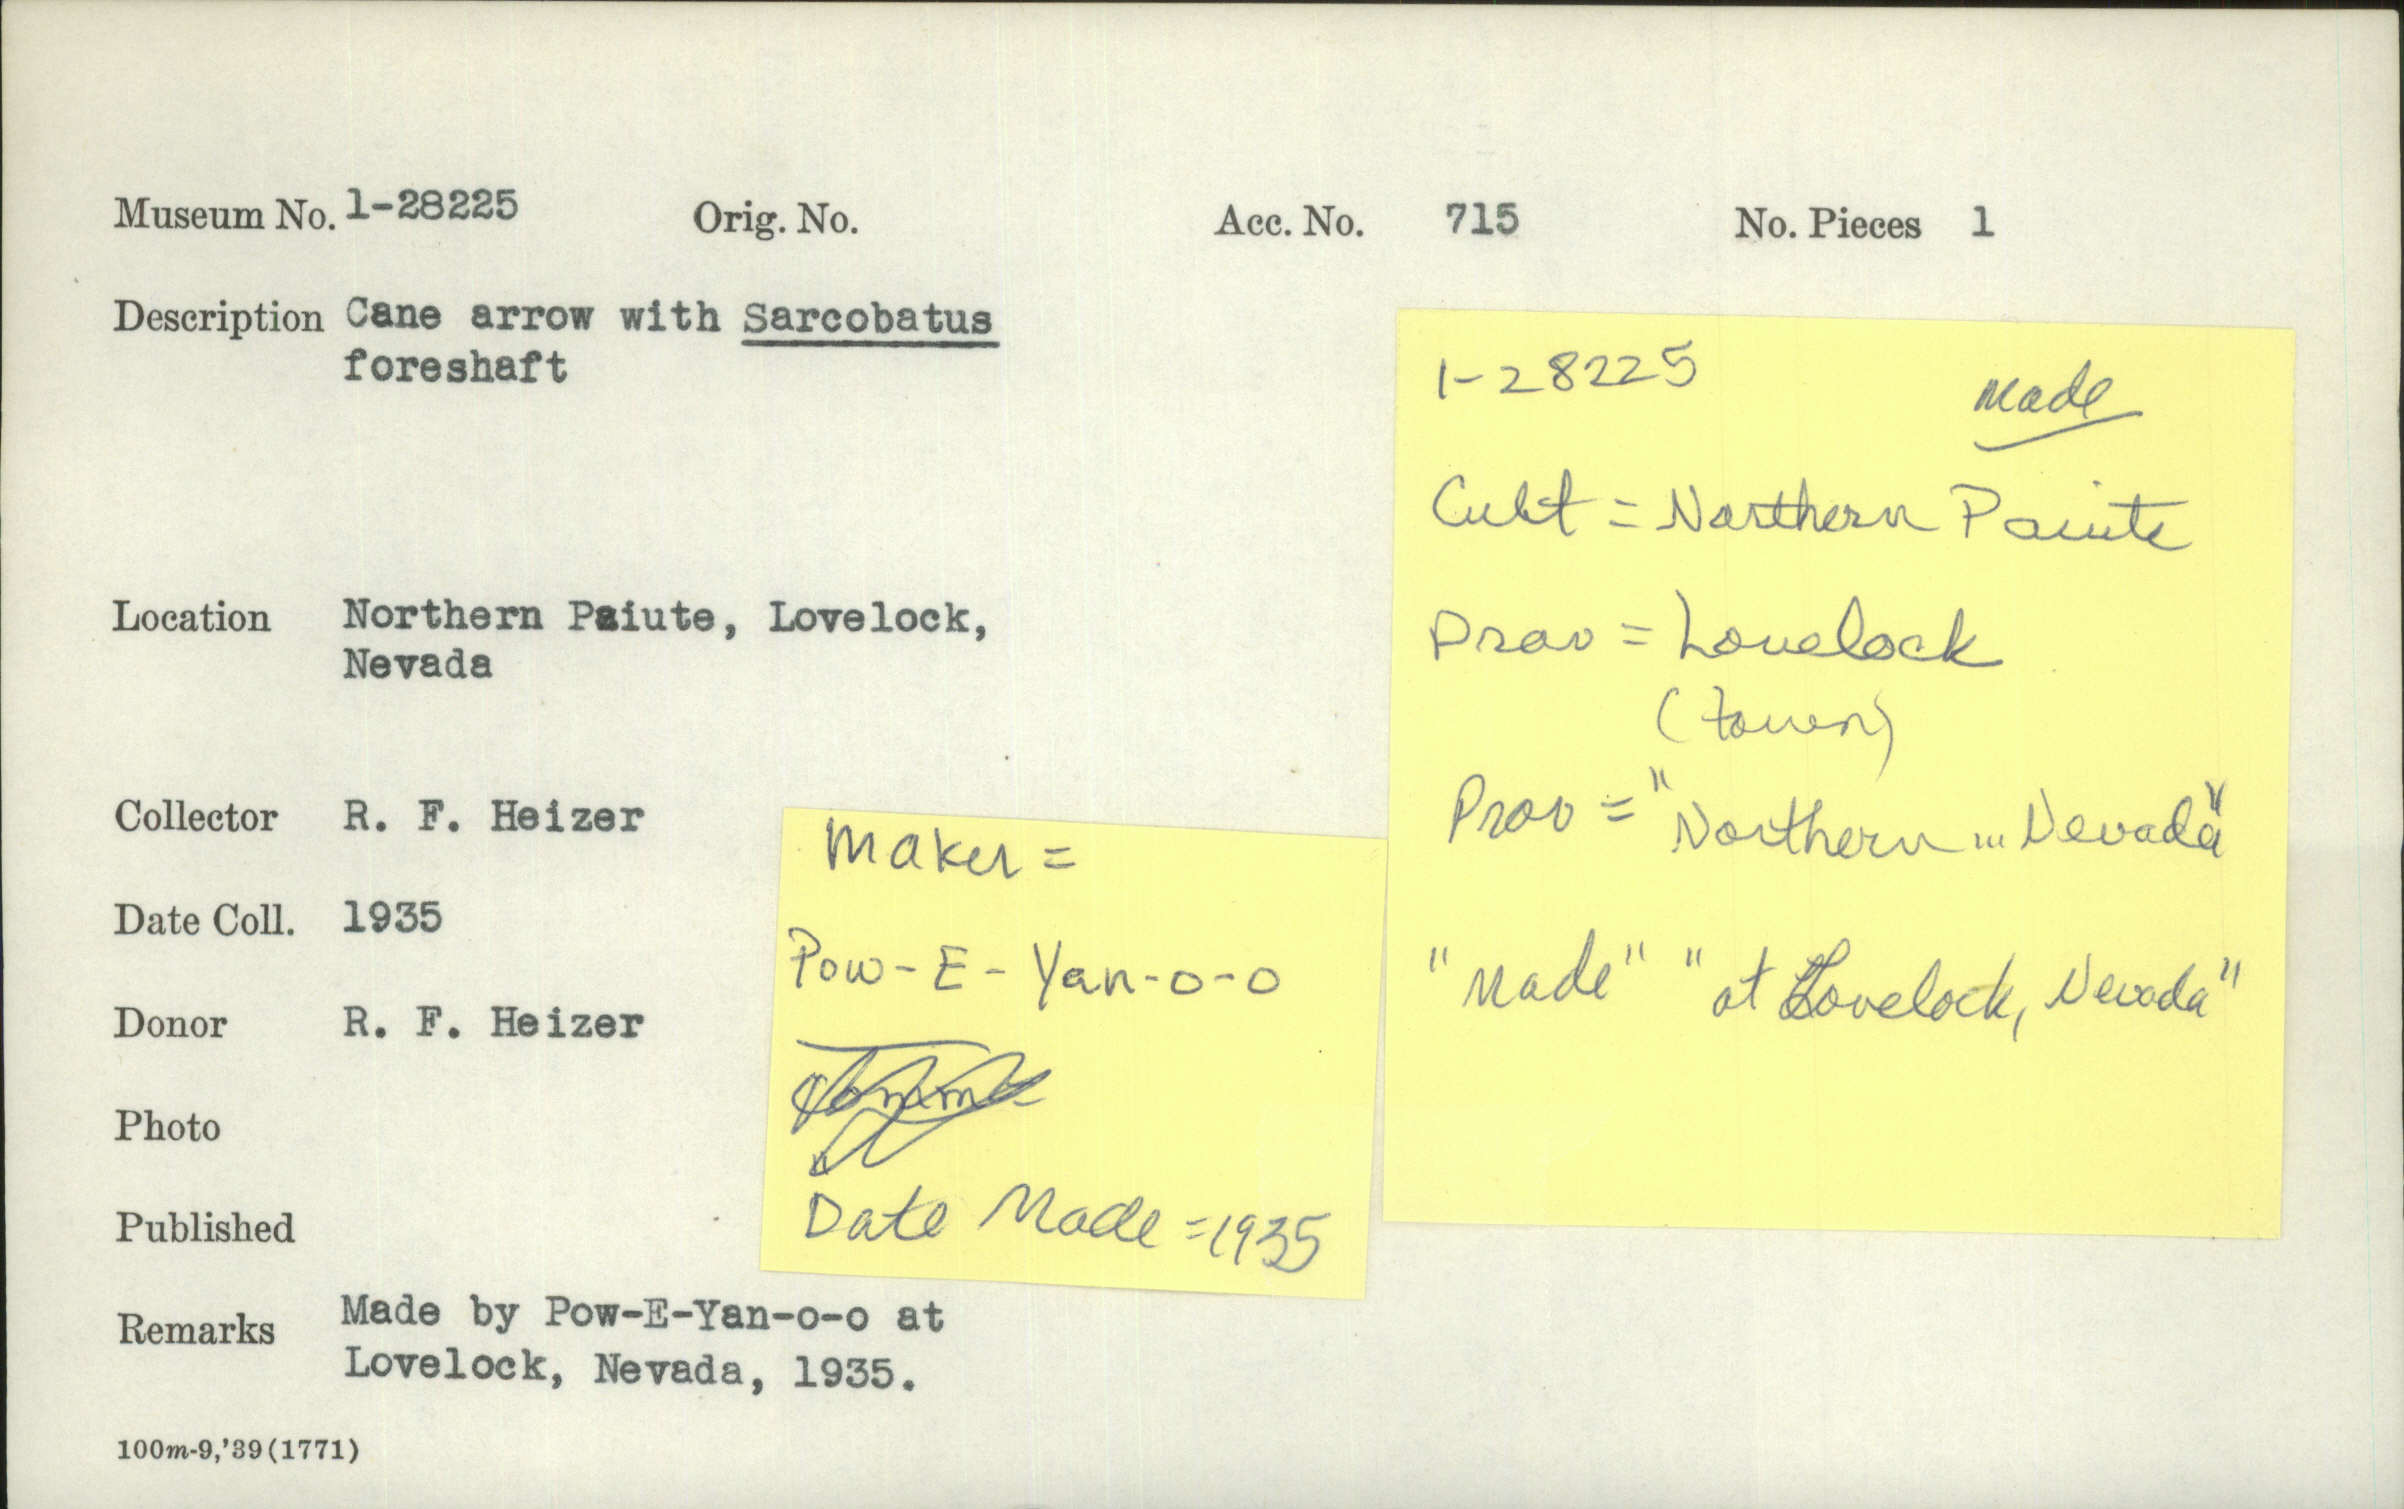 Museum No. 1-28225 Orig. No. Acc. No. 715 No. Pieces 1
Description Cane arrow with Sarcobatus
foreshaft
Location Northern Paiute, Lovelock,
Nevada
Collector R. F. Heizer
Date Coll. 1935
Donor R. F. Heizer
Photo
Published
Remarks Made by Pow-E-Yan-o-o at
Lovelock, Nevada, 1935.
100m-9,'39(1771)
Maker =
Pow-E-Yan-o-o
Date Made = 1935
1-28225
Made
Cult = Northern Paiute
Prov = Lovelock
(town)
Prov = "Northern ... Nevada"
"Made" "at Lovelock, Nevada"